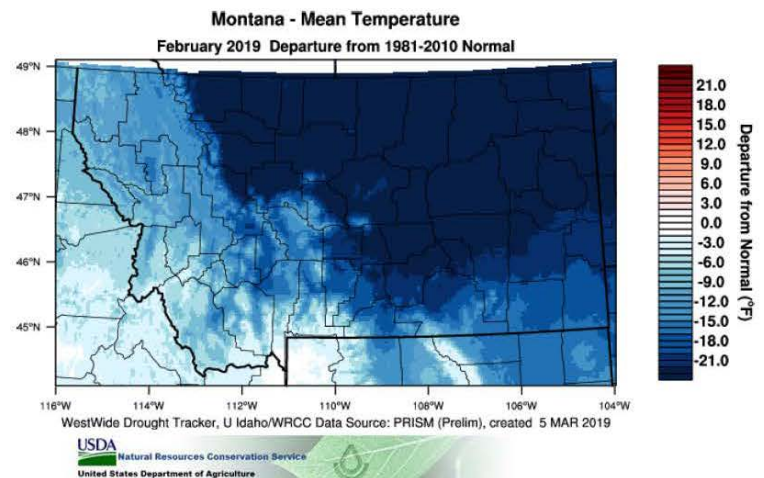 Montana - Mean Temperature
February 2019 Departure from 1981-2010 Normal
49°N
48°N
47°N
46°N
45°N
116°W
114°W
112°W
110°W
108°W
106°W
104°W
21.0
18.0
15.0
12.0
9.0
6.0
3.0
0.0
-3.0
-6.0
-9.0
-12.0
-15.0
-18.0
-21.0
Departure from Normal (°F)
WestWide Drought Tracker, U Idaho/WRCC Data Source: PRISM (Prelim), created 5 MAR 2019
USDA
Natural Resources Conservation Service
United States Department of Agriculture